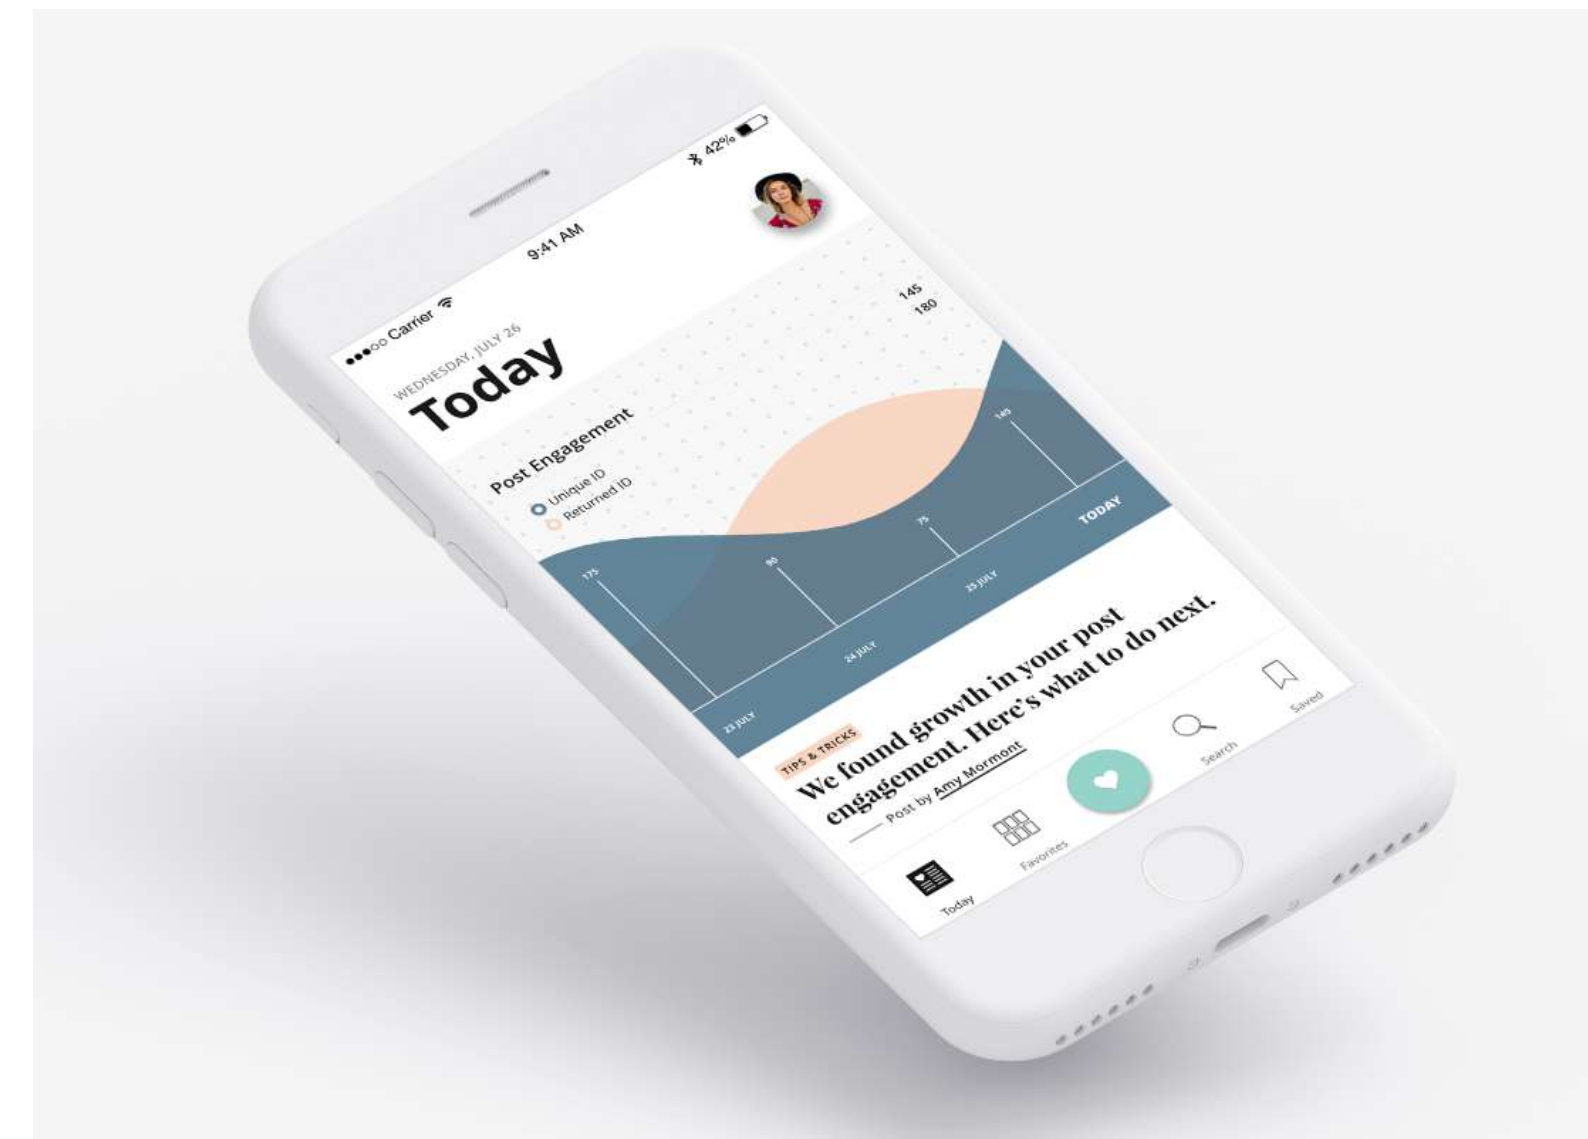 ●●●○○ Carrier 9:41 AM 42%
WEDNESDAY, JULY 26
Today
Post Engagement
Unique ID 145
Returned ID 180
175
90
75
145
23 JULY
24 JULY
25 JULY
TODAY
TIPS & TRICKS
We found growth in your post
engagement. Here's what to do next.
Post by Amy Mormont
Today
Favorites
Search
Saved